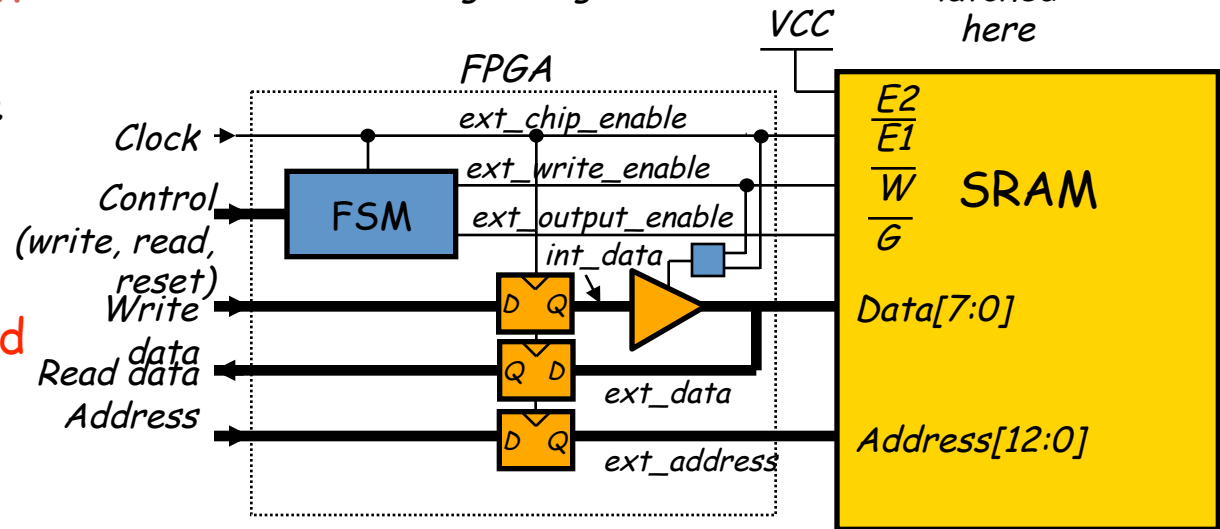 here
VCC
FPGA
Clock
ext_chip_enable
E2
E1
Control
ext_write_enable
W
SRAM
FSM
(write, read,
ext_output_enable
G
reset)
int_data
Write
D Q
Data[7:0]
data
d
Read data
Q D
ext_data
Address
D Q
Address[12:0]
ext_address